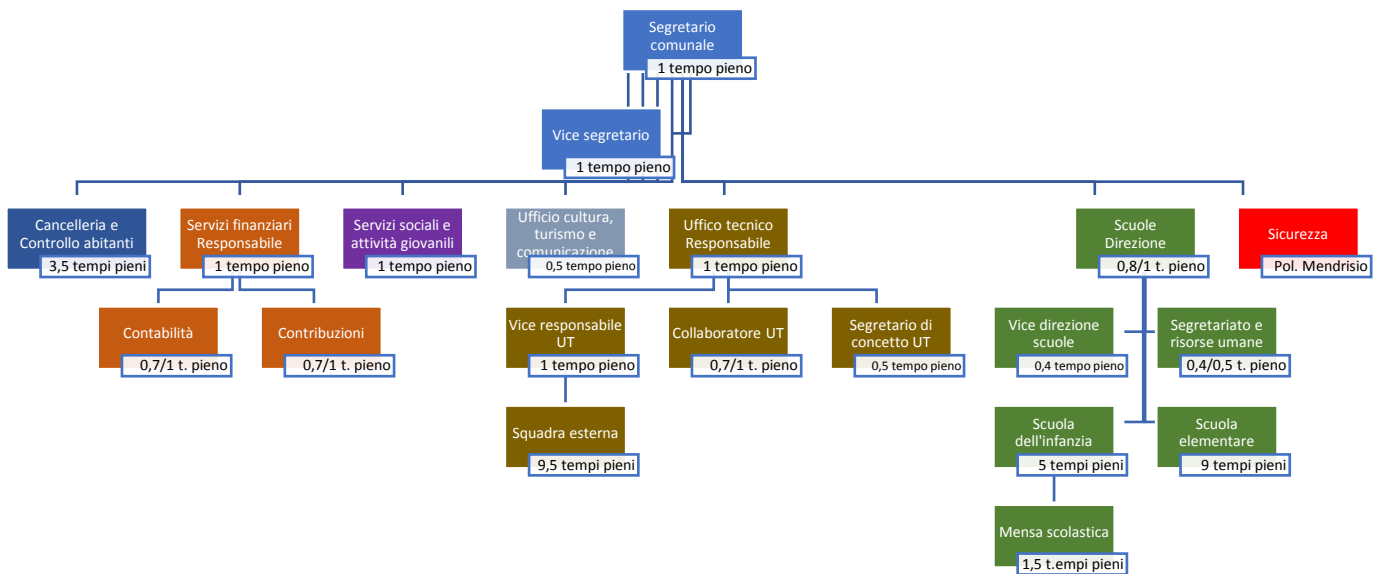 Segretario
comunale
1 tempo pieno
Vice segretario
1 tempo pieno
Cancelleria e
Controllo abitanti
3,5 tempi pieni
Servizi finanziari
Responsabile
1 tempo pieno
Servizi sociali e
attività giovanili
1 tempo pieno
Ufficio cultura,
turismo e
comunicazione
0,5 tempo pieno
Uffico tecnico
Responsabile
1 tempo pieno
Scuole
Direzione
0,8/1 t. pieno
Sicurezza
Pol. Mendrisio
Contabilità
0,7/1 t. pieno
Contribuzioni
0,7/1 t. pieno
Vice responsabile
UT
1 tempo pieno
Collaboratore UT
0,7/1 t. pieno
Segretario di
concetto UT
0,5 tempo pieno
Vice direzione
scuole
0,4 tempo pieno
Segretariato e
risorse umane
0,4/0,5 t. pieno
Squadra esterna
9,5 tempi pieni
Scuola
dell'infanzia
5 tempi pieni
Scuola
elementare
9 tempi pieni
Mensa scolastica
1,5 t.empi pieni